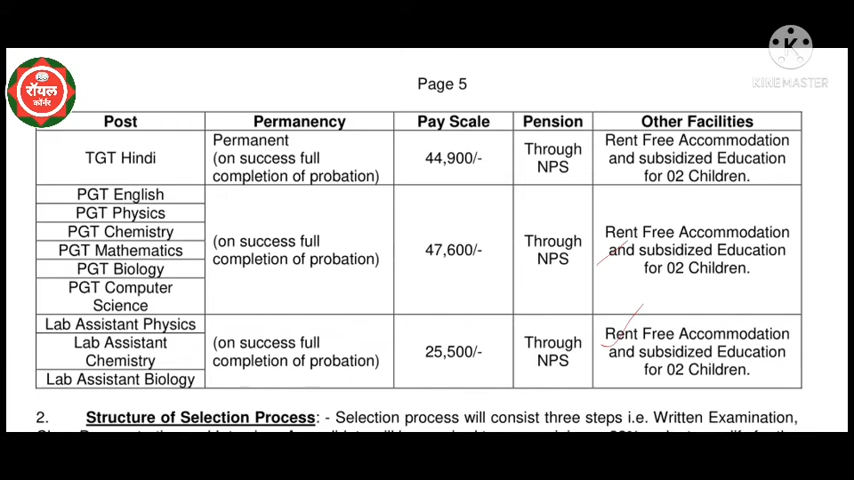 KINEMASTER
रॉयल
कॉर्नर
Page 5
Post Permanency Pay Scale Pension Other Facilities
TGT Hindi
Permanent
(on success full
completion of probation)
44,900/-
Through
NPS
Rent Free Accommodation
and subsidized Education
for 02 Children.
PGT English
PGT Physics
PGT Chemistry
PGT Mathematics
PGT Biology
PGT Computer
Science
(on success full
completion of probation)
47,600/-
Through
NPS
Rent Free Accommodation
and subsidized Education
for 02 Children.
Lab Assistant Physics
Lab Assistant
Chemistry
Lab Assistant Biology
(on success full
completion of probation)
25,500/-
Through
NPS
Rent Free Accommodation
and subsidized Education
for 02 Children.
2. Structure of Selection Process: - Selection process will consist three steps i.e. Written Examination,